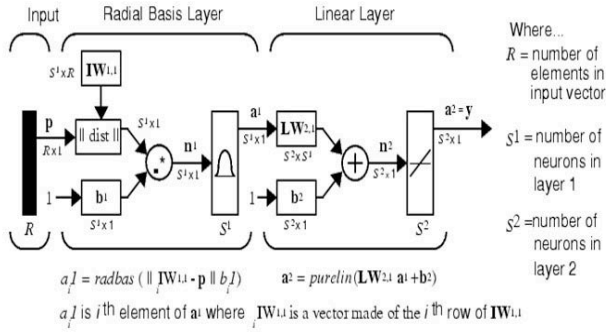 Input Radial Basis Layer Linear Layer
Where...
R = number of
elements in
input vector
S1 = number of
neurons in
layer 1
S2 = number of
neurons in
layer 2
S¹xR IW1,1
p
Rx1
|| dist ||
S¹x1
.*
n¹
S¹x1
a¹
S¹x1
LW2,1
S²xS¹
S²x1
n²
S²x1
a² = y
S²x1
1 b¹
S¹x1
1 b²
S²x1
R S¹ S²
ai1 = radbas ( || iIW1,1 - p || bi1) a² = purelin(LW2,1 a1+b2)
ai1 is i th element of a1 where iIW1,1 is a vector made of the i th row of IW1,1